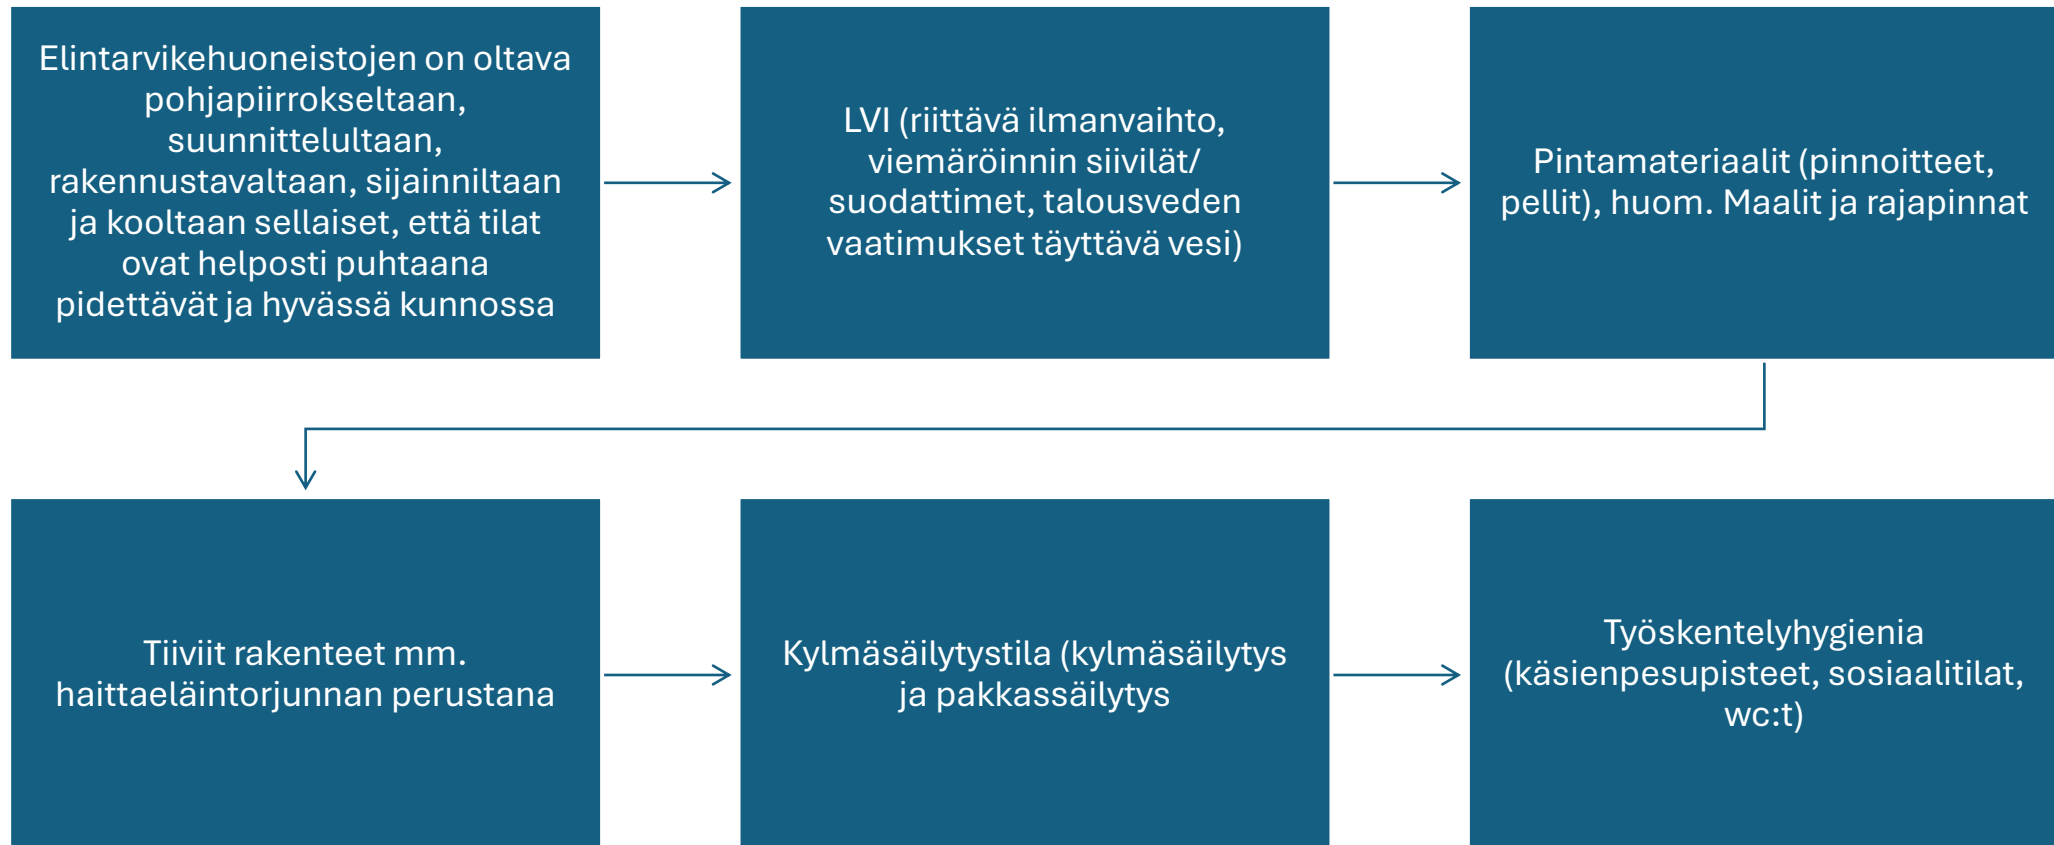 Elintarvikehuoneistojen on oltava
pohjapiirrokseltaan,
suunnittelultaan,
rakennustavaltaan, sijainniltaan
ja kooltaan sellaiset, että tilat
ovat helposti puhtaana
pidettävät ja hyvässä kunnossa
LVI (riittävä ilmanvaihto,
viemäröinnin siivilät/
suodattimet, talousveden
vaatimukset täyttävä vesi)
Pintamateriaalit (pinnoitteet,
pellit), huom. Maalit ja rajapinnat
Tiiviit rakenteet mm.
haittaeläintorjunnan perustana
Kylmäsäilytystila (kylmäsäilytys
ja pakkassäilytys
Työskentelyhygienia
(käsienpesupisteet, sosiaalitilat,
wc:t)